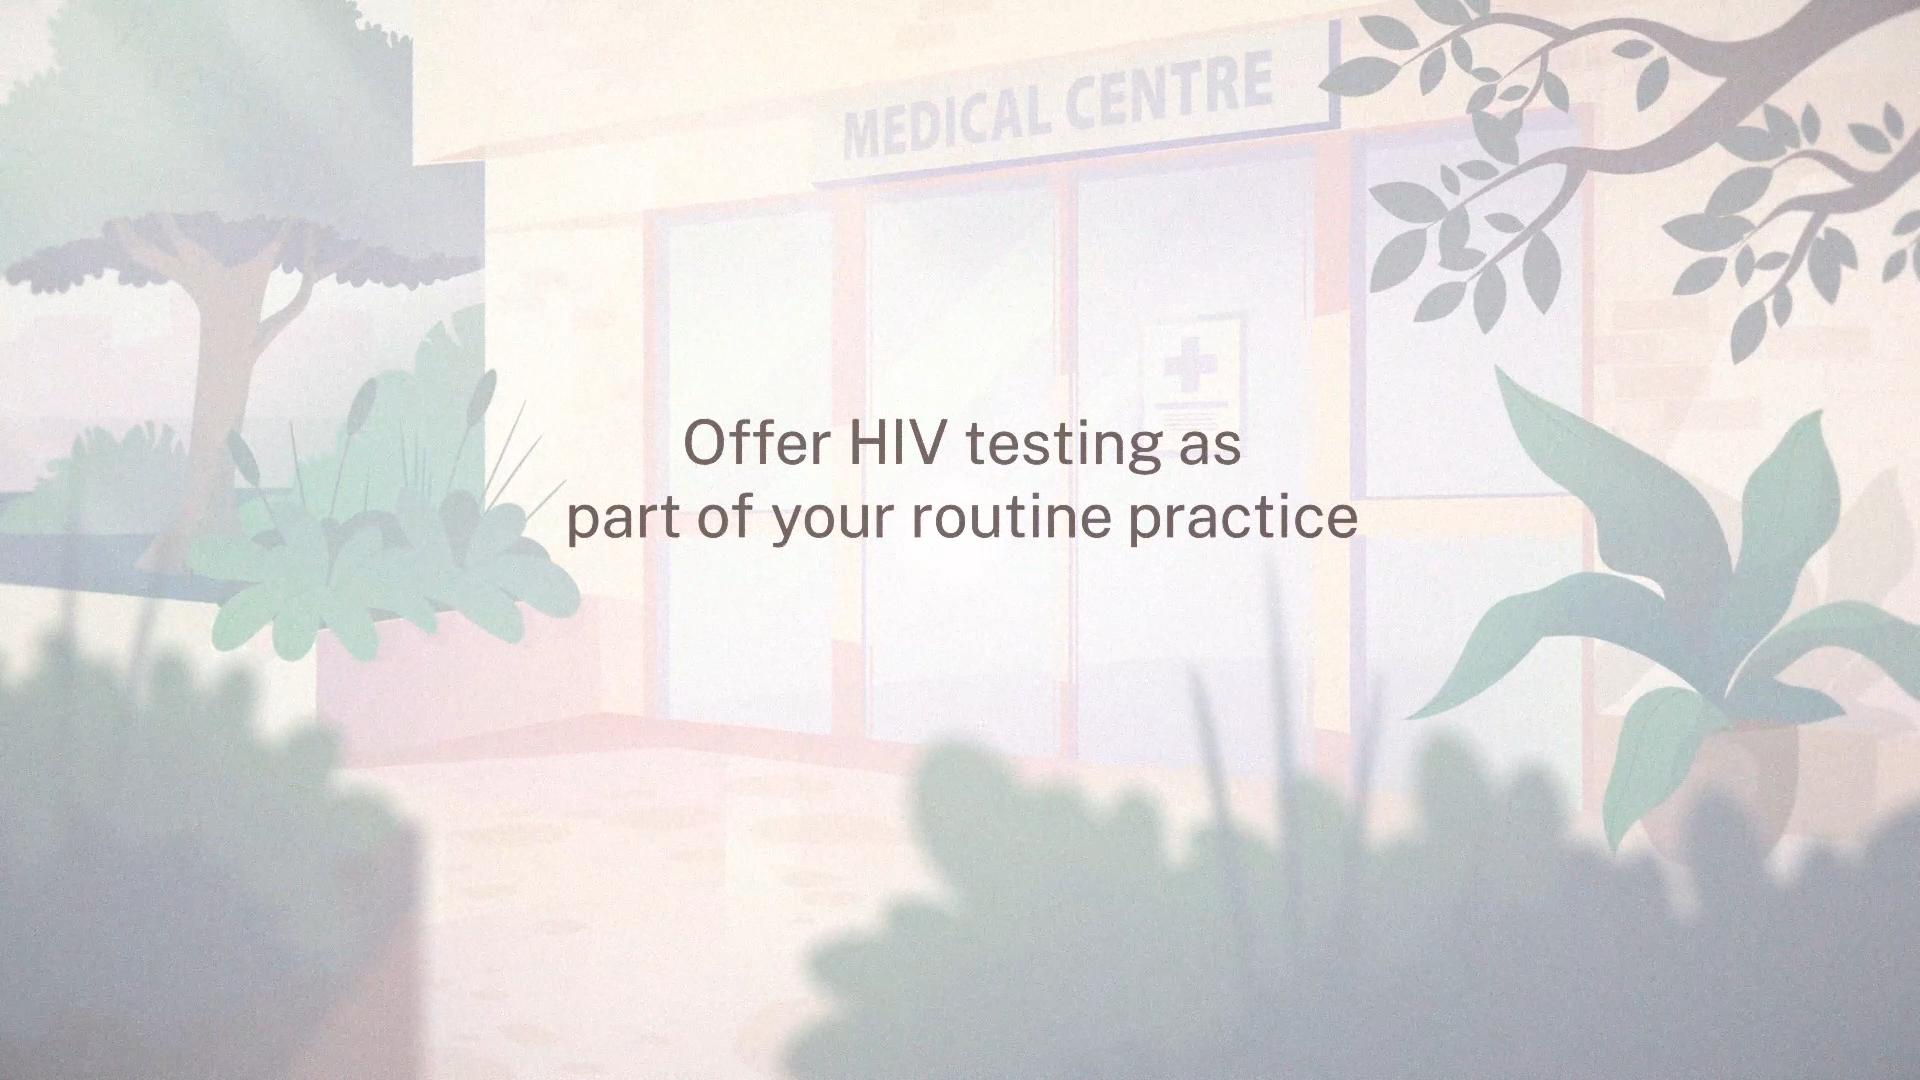 MEDICAL CENTRE
Offer HIV testing as
part of your routine practice